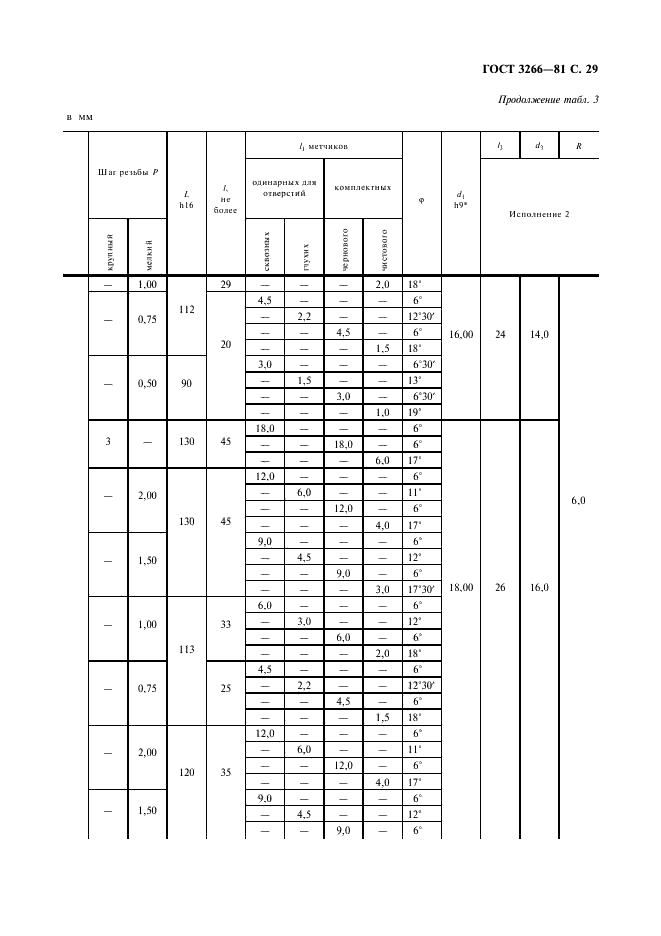 ГОСТ 3266—81 С. 29
Продолжение табл. 3
в мм
Шаг резьбы P
крупный
мелкий
L
h16
l,
не
более
l₁ метчиков
одинарных для
отверстий
комплектных
сквозных
глухих
чернового
чистового
φ
d₁
h9*
l₃
d₃
R
Исполнение 2
— 1,00 112 29 — — — 2,0 18° 16,00 24 14,0 6,0
— 0,75 20 4,5 — — — 6°
— 2,2 — — 12°30′
— — 4,5 — 6°
— — — 1,5 18°
— 0,50 90 3,0 — — — 6°30′
— 1,5 — — 13°
— — 3,0 — 6°30′
— — — 1,0 19°
3 — 130 45 18,0 — — — 6° 18,00 26 16,0
— — 18,0 — 6°
— — — 6,0 17°
— 2,00 130 45 12,0 — — — 6°
— 6,0 — — 11°
— — 12,0 — 6°
— — — 4,0 17°
— 1,50 9,0 — — — 6°
— 4,5 — — 12°
— — 9,0 — 6°
— — — 3,0 17°30′
— 1,00 113 33 6,0 — — — 6°
— 3,0 — — 12°
— — 6,0 — 6°
— — — 2,0 18°
— 0,75 25 4,5 — — — 6°
— 2,2 — — 12°30′
— — 4,5 — 6°
— — — 1,5 18°
— 2,00 120 35 12,0 — — — 6°
— 6,0 — — 11°
— — 12,0 — 6°
— — — 4,0 17°
— 1,50 9,0 — — — 6°
— 4,5 — — 12°
— — 9,0 — 6°